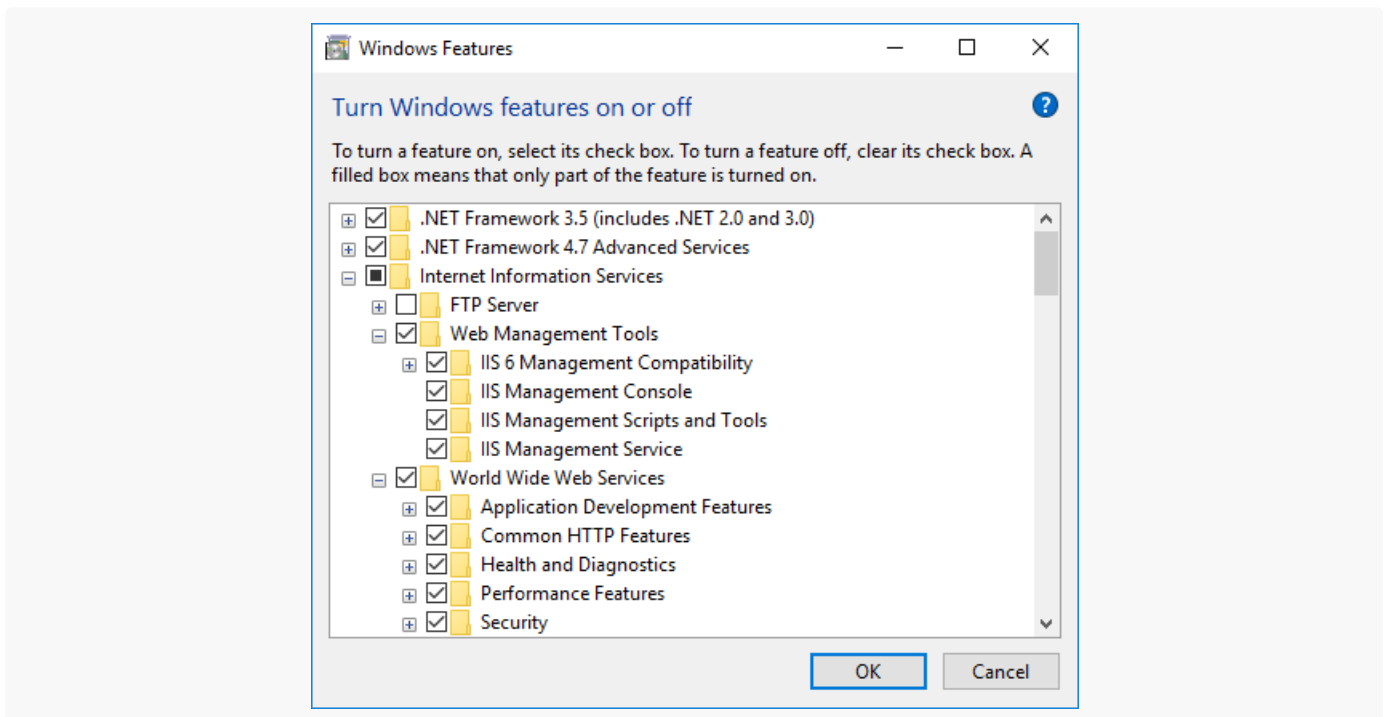 Windows Features
Turn Windows features on or off
?
To turn a feature on, select its check box. To turn a feature off, clear its check box. A
filled box means that only part of the feature is turned on.
.NET Framework 3.5 (includes .NET 2.0 and 3.0)
.NET Framework 4.7 Advanced Services
Internet Information Services
FTP Server
Web Management Tools
IIS 6 Management Compatibility
IIS Management Console
IIS Management Scripts and Tools
IIS Management Service
World Wide Web Services
Application Development Features
Common HTTP Features
Health and Diagnostics
Performance Features
Security
OK Cancel